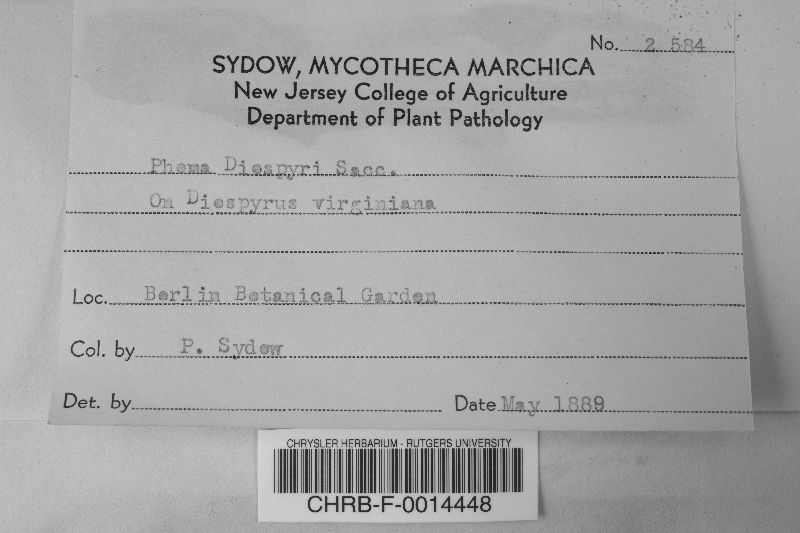 No. 2 584
SYDOW, MYCOTHECA MARCHICA
New Jersey College of Agriculture
Department of Plant Pathology
Phoma Diospyri Sacc.
On Diospyrus virginiana
Loc. Berlin Botanical Garden
Col. by P. Sydow
Det. by
Date May 1889
CHRYSLER HERBARIUM - RUTGERS UNIVERSITY
CHRB-F-0014448